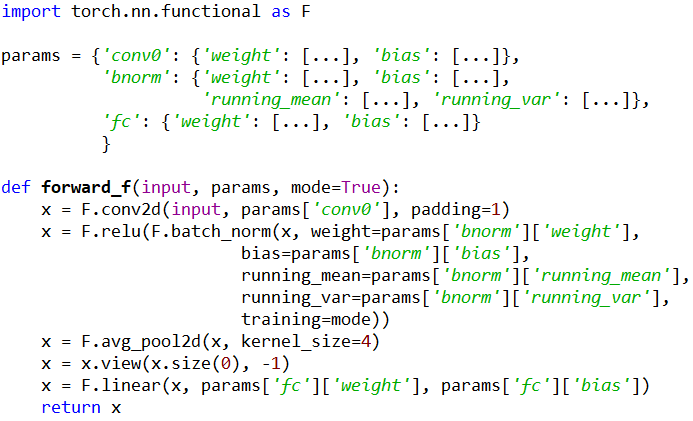 import torch.nn.functional as F
params = {'conv0': {'weight': [...], 'bias': [...]},
'bnorm': {'weight': [...], 'bias': [...],
'running_mean': [...], 'running_var': [...]},
'fc': {'weight': [...], 'bias': [...]}
}
def forward_f(input, params, mode=True):
x = F.conv2d(input, params['conv0'], padding=1)
x = F.relu(F.batch_norm(x, weight=params['bnorm']['weight'],
bias=params['bnorm']['bias'],
running_mean=params['bnorm']['running_mean'],
running_var=params['bnorm']['running_var'],
training=mode))
x = F.avg_pool2d(x, kernel_size=4)
x = x.view(x.size(0), -1)
x = F.linear(x, params['fc']['weight'], params['fc']['bias'])
return x